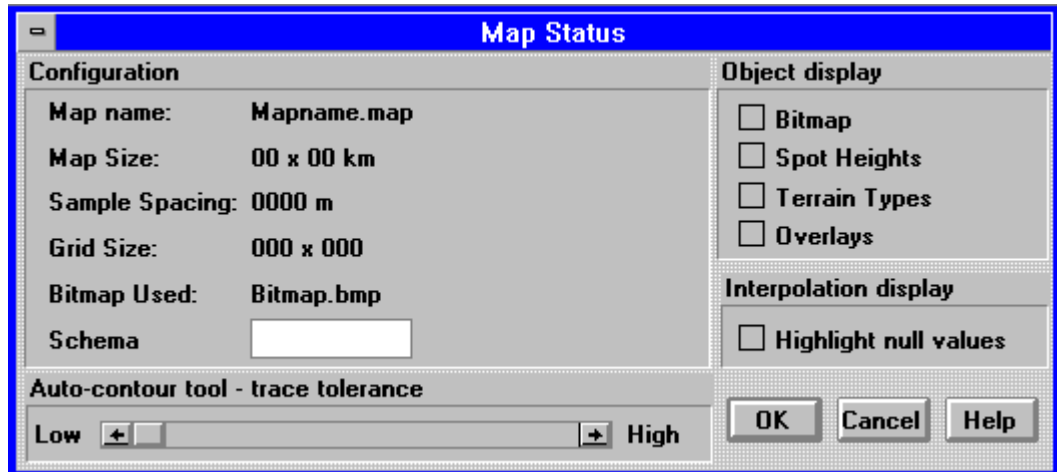 Map Status
Configuration
Map name: Mapname.map
Map Size: 00 x 00 km
Sample Spacing: 0000 m
Grid Size: 000 x 000
Bitmap Used: Bitmap.bmp
Schema
Auto-contour tool - trace tolerance
Low High
Object display
Bitmap
Spot Heights
Terrain Types
Overlays
Interpolation display
Highlight null values
OK Cancel Help